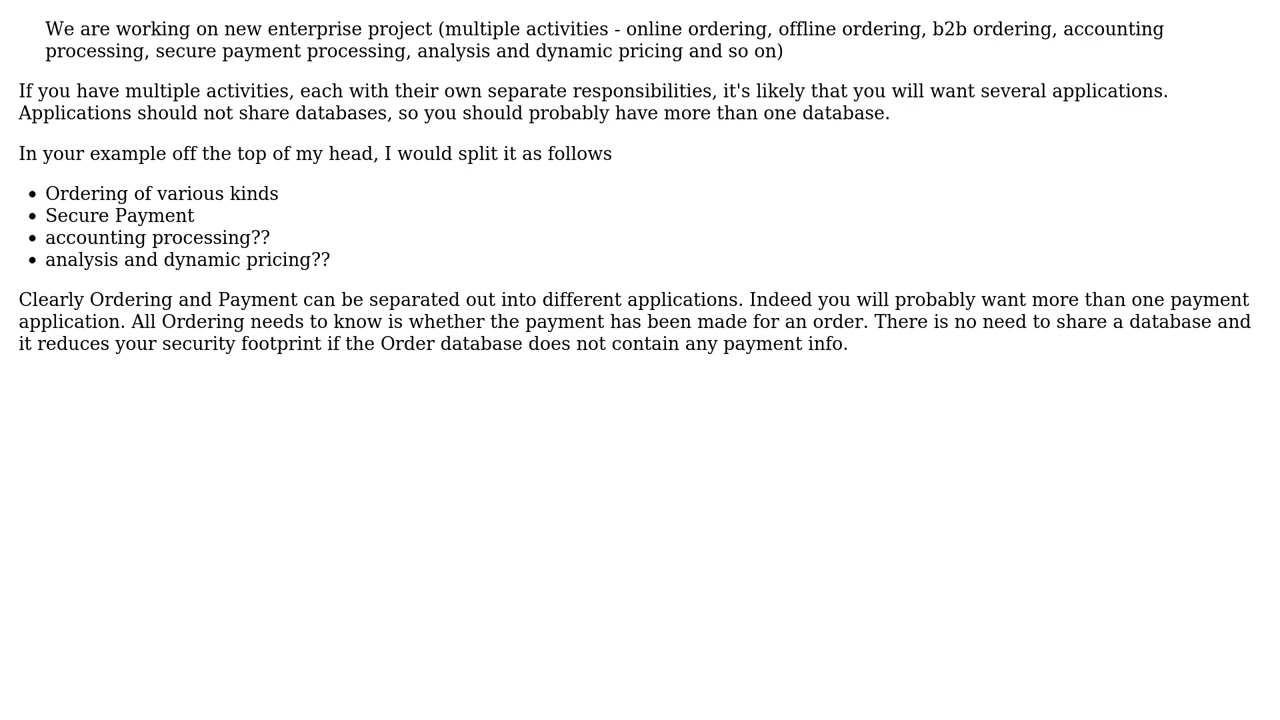 We are working on new enterprise project (multiple activities - online ordering, offline ordering, b2b ordering, accounting
processing, secure payment processing, analysis and dynamic pricing and so on)
If you have multiple activities, each with their own separate responsibilities, it's likely that you will want several applications.
Applications should not share databases, so you should probably have more than one database.
In your example off the top of my head, I would split it as follows
• Ordering of various kinds
• Secure Payment
• accounting processing??
• analysis and dynamic pricing??
Clearly Ordering and Payment can be separated out into different applications. Indeed you will probably want more than one payment
application. All Ordering needs to know is whether the payment has been made for an order. There is no need to share a database and
it reduces your security footprint if the Order database does not contain any payment info.